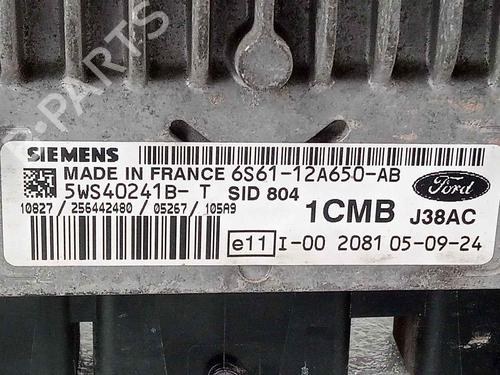 SIEMENS
MADE IN FRANCE 6S61-12A650-AB
5WS40241B- T SID 804
10827 / 256442480 / 05267 / 105A9
Ford
1CMB J38AC
e11 I-00 2081 05-09-24
B-PARTS